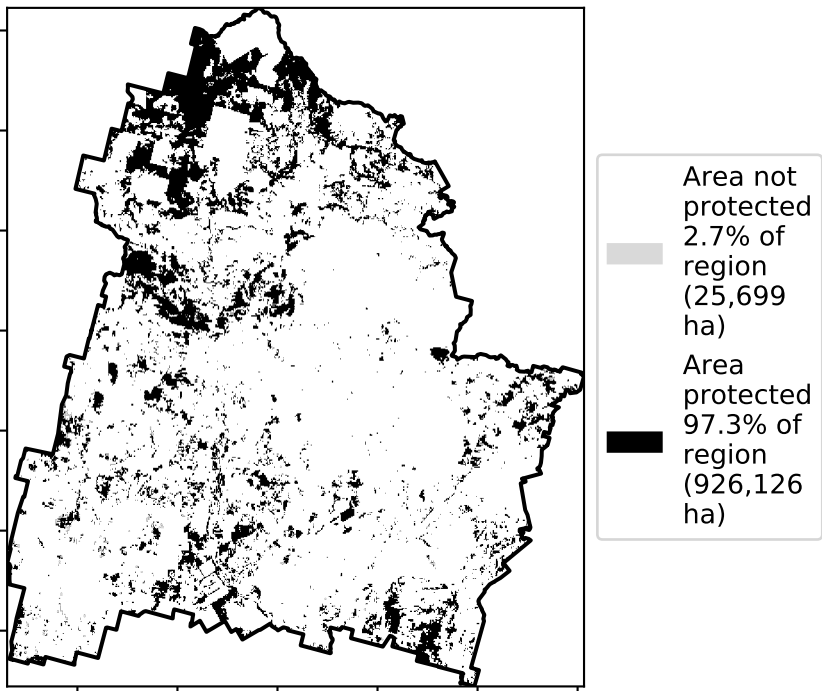 Area not
protected
2.7% of
region
(25,699
ha)
Area
protected
97.3% of
region
(926,126
ha)